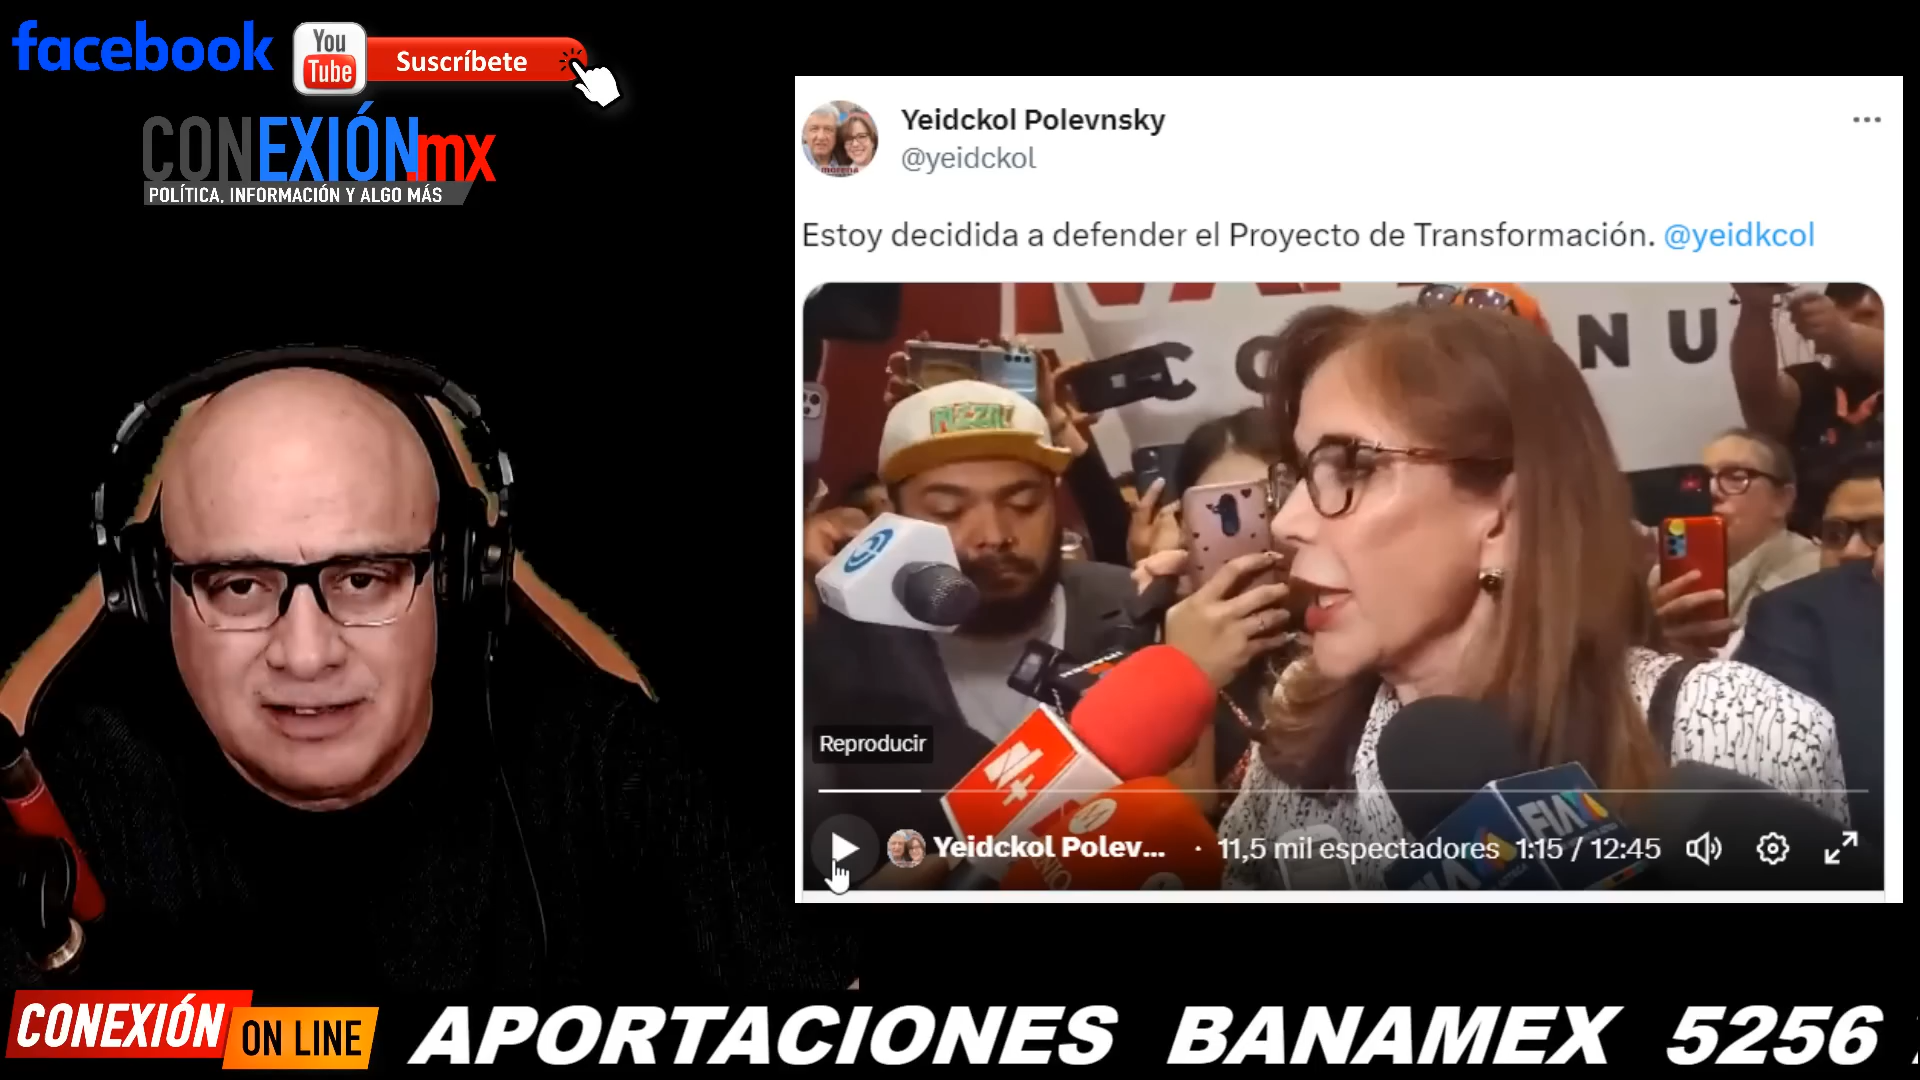 facebook
You
Tube
Suscríbete
CONEXIÓN.mx
POLÍTICA, INFORMACIÓN Y ALGO MÁS
Yeidckol Polevnsky
@yeidckol
morena
Estoy decidida a defender el Proyecto de Transformación. @yeidkcol
C O
N U
N+
Reproducir
Yeidckol Polev... · 11,5 mil espectadores 1:15 / 12:45
CONEXIÓN
ON LINE
APORTACIONES BANAMEX 5256